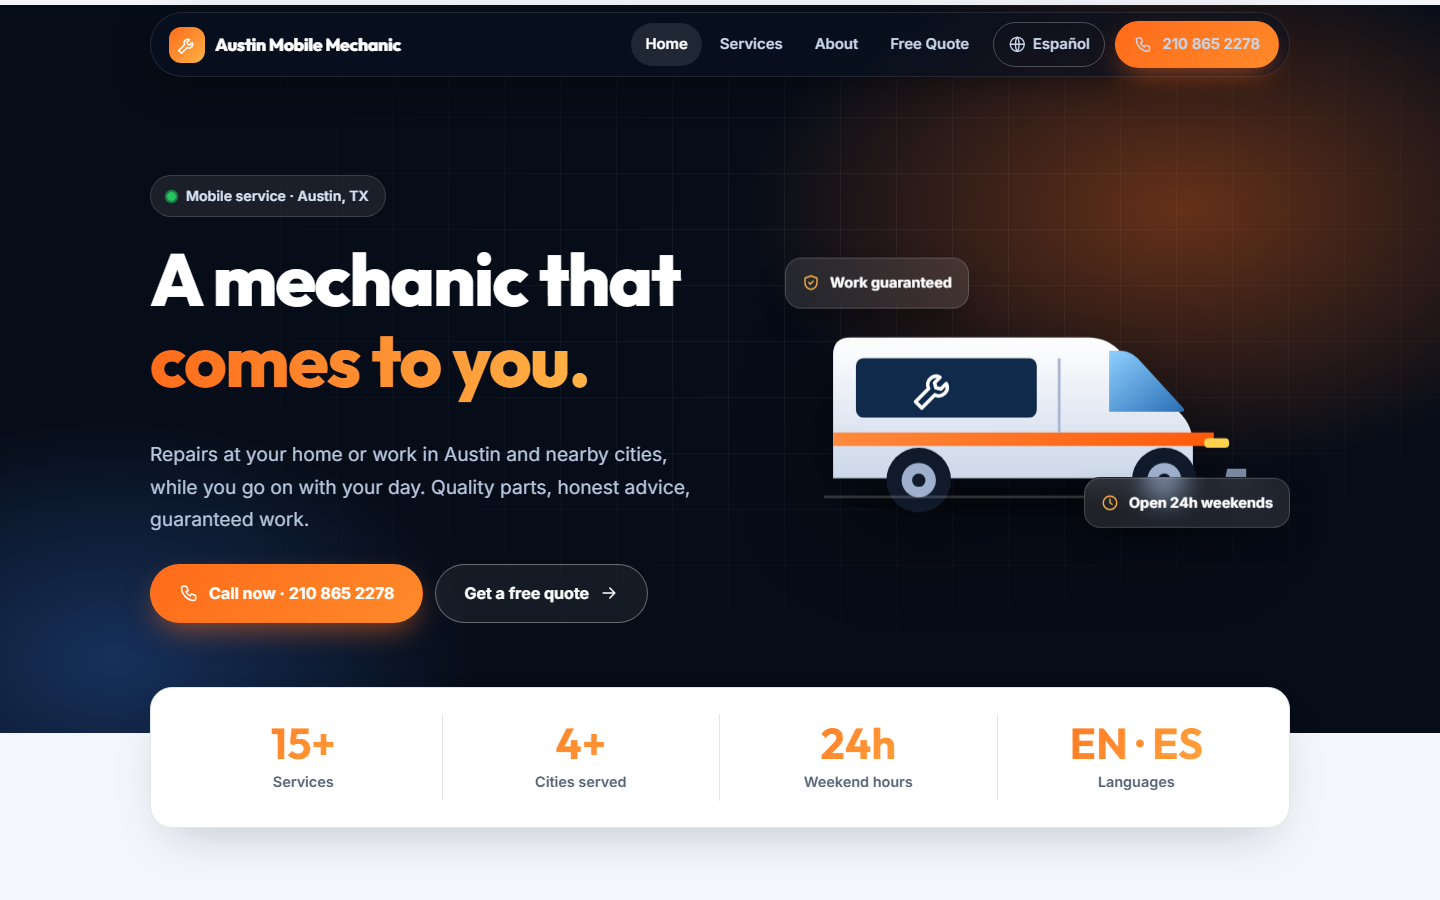 Austin Mobile Mechanic
Home
Services
About
Free Quote
Español
210 865 2278
Mobile service · Austin, TX
A mechanic that
comes to you.
Work guaranteed
Repairs at your home or work in Austin and nearby cities,
while you go on with your day. Quality parts, honest advice,
guaranteed work.
Open 24h weekends
Call now · 210 865 2278
Get a free quote
15+
Services
4+
Cities served
24h
Weekend hours
EN · ES
Languages